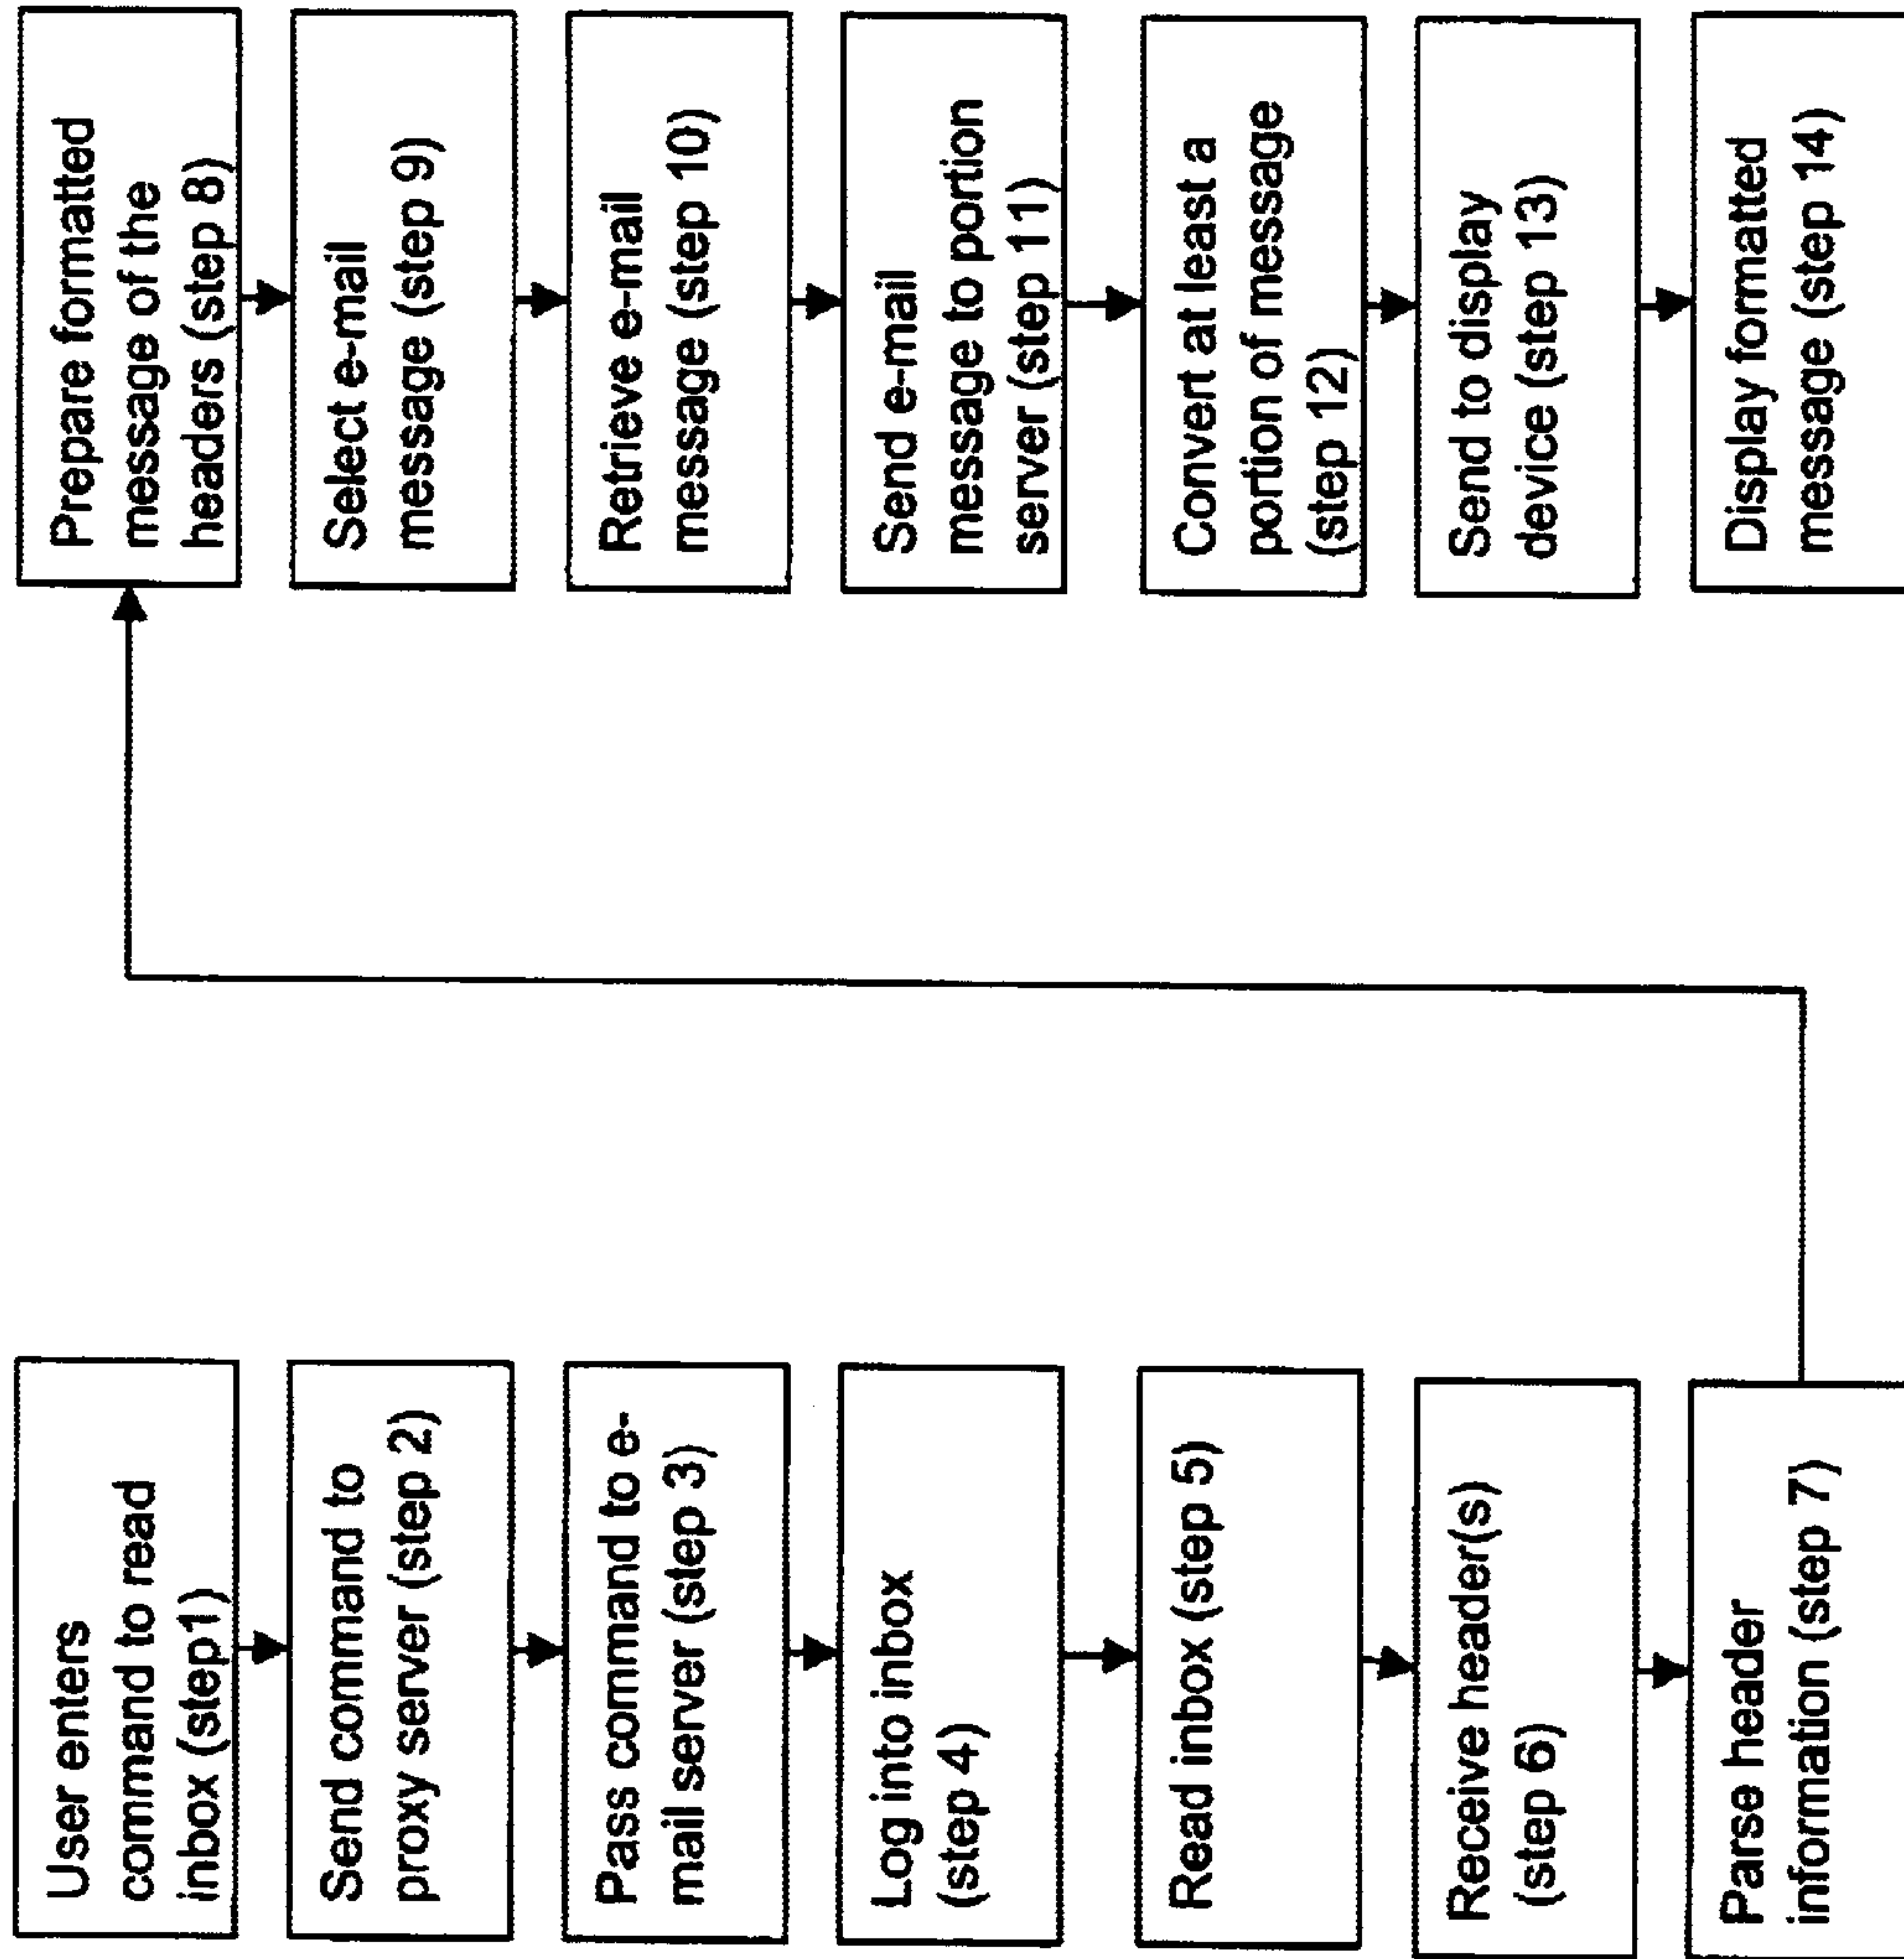 User enters
command to read
inbox (step1)
Send command to
proxy server (step 2)
Pass command to e-
mail server (step 3)
Log into inbox
(step 4)
Read inbox (step 5)
Receive header(s)
(step 6)
Parse header
information (step 7)
Prepare formatted
message of the
headers (step 8)
Select e-mail
message (step 9)
Retrieve e-mail
message (step 10)
Send e-mail
message to portion
server (step 11)
Convert at least a
portion of message
(step 12)
Send to display
device (step 13)
Display formatted
message (step 14)